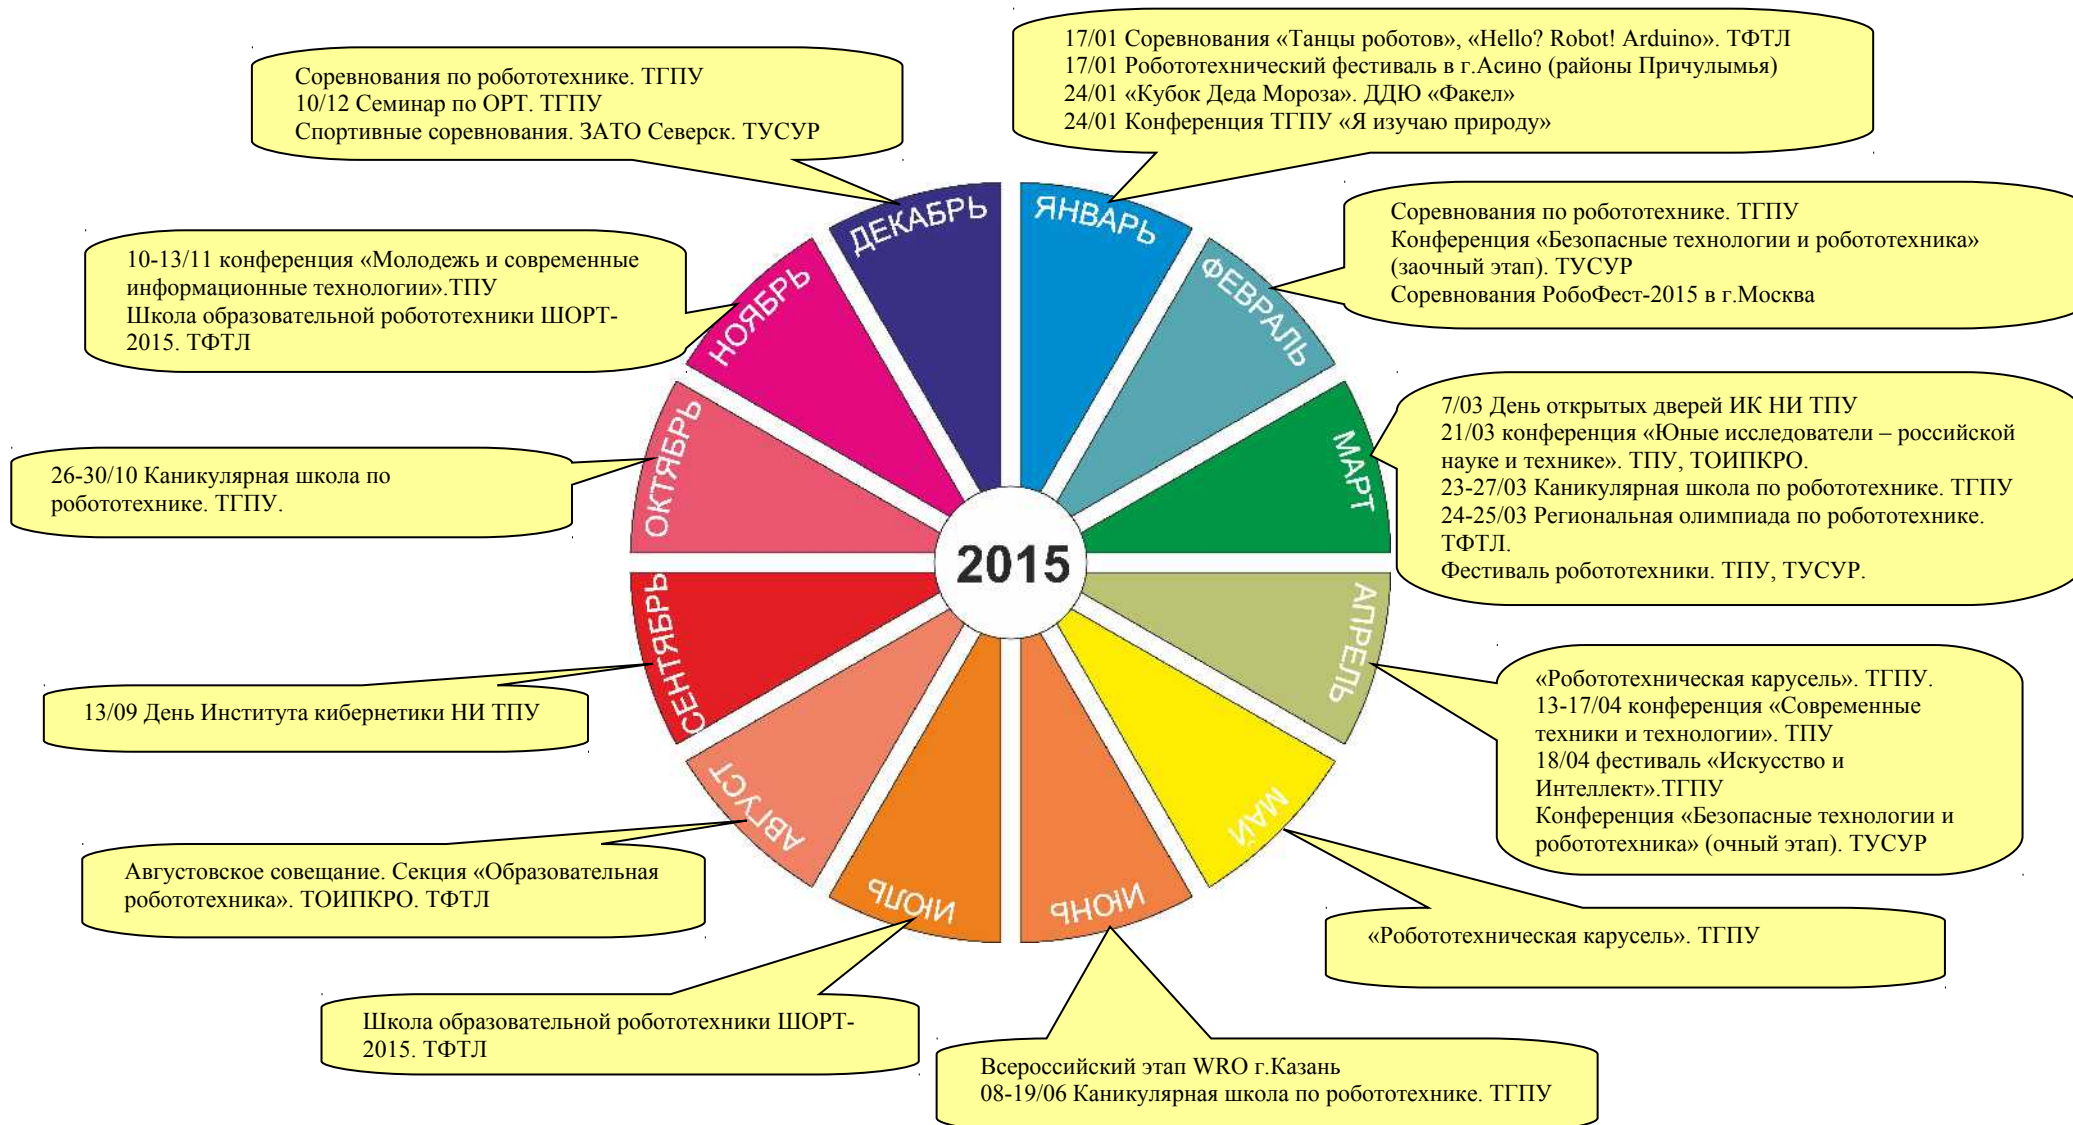 17/01 Соревнования «Танцы роботов», «Hello? Robot! Arduino». ТФТЛ
17/01 Робототехнический фестиваль в г.Асино (районы Причулымья)
24/01 «Кубок Деда Мороза». ДДЮ «Факел»
24/01 Конференция ТГПУ «Я изучаю природу»
Соревнования по робототехнике. ТГПУ
10/12 Семинар по ОРТ. ТГПУ
Спортивные соревнования. ЗАТО Северск. ТУСУР
Соревнования по робототехнике. ТГПУ
Конференция «Безопасные технологии и робототехника»
(заочный этап). ТУСУР
Соревнования РобоФест-2015 в г.Москва
10-13/11 конференция «Молодежь и современные
информационные технологии».ТПУ
Школа образовательной робототехники ШОРТ-
2015. ТФТЛ
7/03 День открытых дверей ИК НИ ТПУ
21/03 конференция «Юные исследователи – российской
науке и технике». ТПУ, ТОИПКРО.
23-27/03 Каникулярная школа по робототехнике. ТГПУ
24-25/03 Региональная олимпиада по робототехнике.
ТФТЛ.
Фестиваль робототехники. ТПУ, ТУСУР.
26-30/10 Каникулярная школа по
робототехнике. ТГПУ.
ЯНВАРЬ
ФЕВРАЛЬ
МАРТ
АПРЕЛЬ
МАЙ
ИЮНЬ
ИЮЛЬ
АВГУСТ
СЕНТЯБРЬ
ОКТЯБРЬ
НОЯБРЬ
ДЕКАБРЬ
2015
13/09 День Института кибернетики НИ ТПУ
«Робототехническая карусель». ТГПУ.
13-17/04 конференция «Современные
техники и технологии». ТПУ
18/04 фестиваль «Искусство и
Интеллект».ТГПУ
Конференция «Безопасные технологии и
робототехника» (очный этап). ТУСУР
Августовское совещание. Секция «Образовательная
робототехника». ТОИПКРО. ТФТЛ
«Робототехническая карусель». ТГПУ
Школа образовательной робототехники ШОРТ-
2015. ТФТЛ
Всероссийский этап WRO г.Казань
08-19/06 Каникулярная школа по робототехнике. ТГПУ